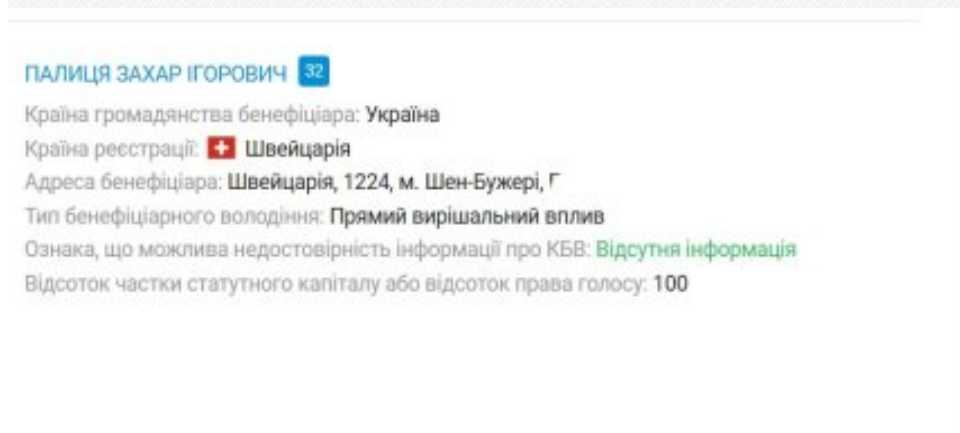 ПАЛИЦЯ ЗАХАР ІГОРОВИЧ 32
Країна громадянства бенефіціара: Україна
Країна реєстрації: Швейцарія
Адреса бенефіціара: Швейцарія, 1224, м. Шен-Бужері, Г
Тип бенефіціарного володіння: Прямий вирішальний вплив
Ознака, що можлива недостовірність інформації про КБВ: Відсутня інформація
Відсоток частки статутного капіталу або відсоток права голосу: 100